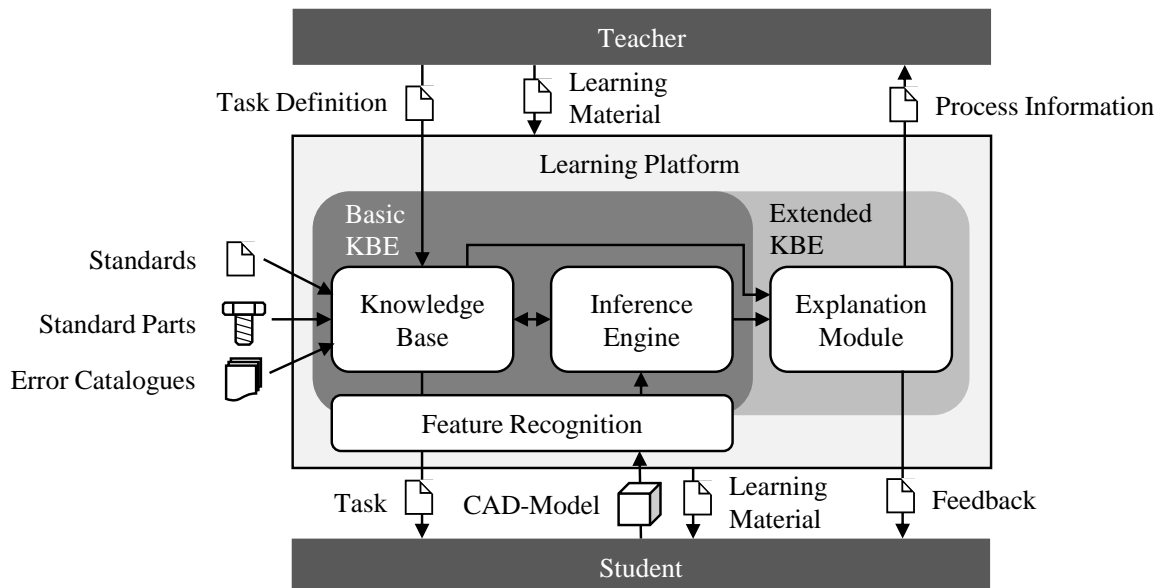 Teacher
Task Definition
Learning
Material
Process Information
Learning Platform
Basic
KBE
Extended
KBE
Standards
Standard Parts
Error Catalogues
Knowledge
Base
Inference
Engine
Explanation
Module
Feature Recognition
Task
CAD-Model
Learning
Material
Feedback
Student